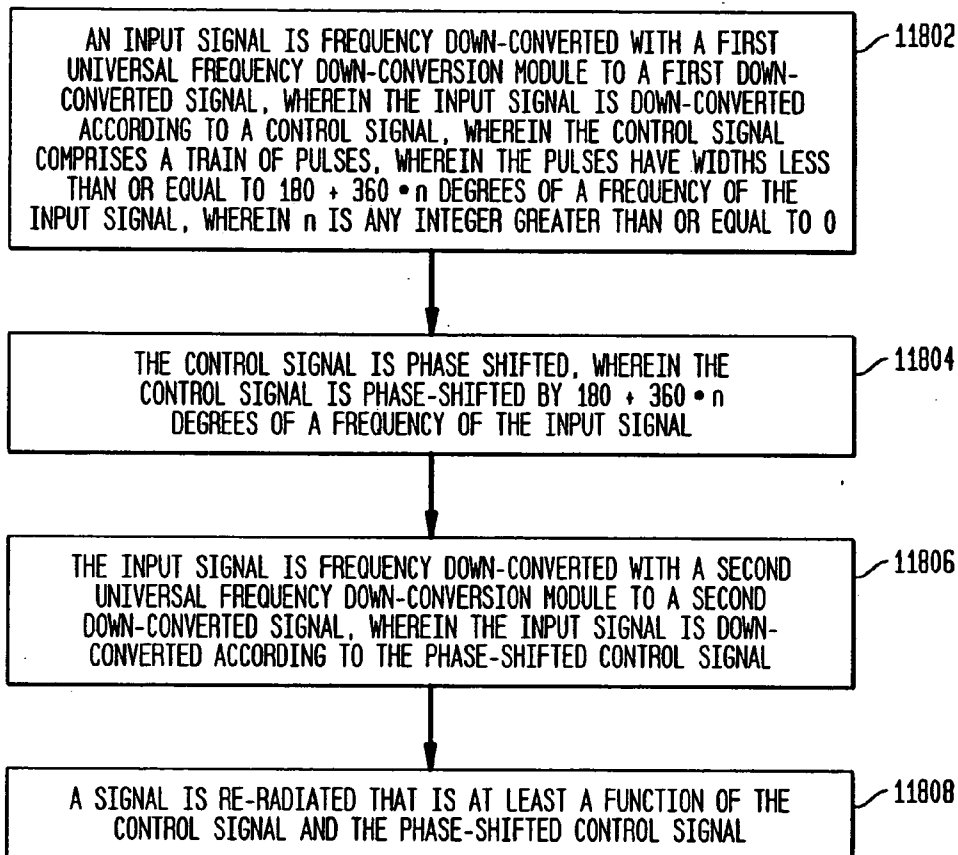 AN INPUT SIGNAL IS FREQUENCY DOWN-CONVERTED WITH A FIRST
UNIVERSAL FREQUENCY DOWN-CONVERSION MODULE TO A FIRST DOWN-
CONVERTED SIGNAL, WHEREIN THE INPUT SIGNAL IS DOWN-CONVERTED
ACCORDING TO A CONTROL SIGNAL, WHEREIN THE CONTROL SIGNAL
COMPRISES A TRAIN OF PULSES, WHEREIN THE PULSES HAVE WIDTHS LESS
THAN OR EQUAL TO 180 + 360 • n DEGREES OF A FREQUENCY OF THE
INPUT SIGNAL, WHEREIN n IS ANY INTEGER GREATER THAN OR EQUAL TO 0
11802
THE CONTROL SIGNAL IS PHASE SHIFTED, WHEREIN THE
CONTROL SIGNAL IS PHASE-SHIFTED BY 180 + 360 • n
DEGREES OF A FREQUENCY OF THE INPUT SIGNAL
11804
THE INPUT SIGNAL IS FREQUENCY DOWN-CONVERTED WITH A SECOND
UNIVERSAL FREQUENCY DOWN-CONVERSION MODULE TO A SECOND
DOWN-CONVERTED SIGNAL, WHEREIN THE INPUT SIGNAL IS DOWN-
CONVERTED ACCORDING TO THE PHASE-SHIFTED CONTROL SIGNAL
11806
A SIGNAL IS RE-RADIATED THAT IS AT LEAST A FUNCTION OF THE
CONTROL SIGNAL AND THE PHASE-SHIFTED CONTROL SIGNAL
11808